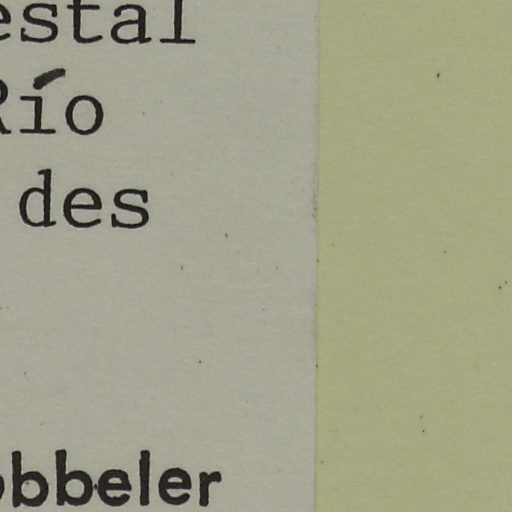 estal
Río
des
obbeler